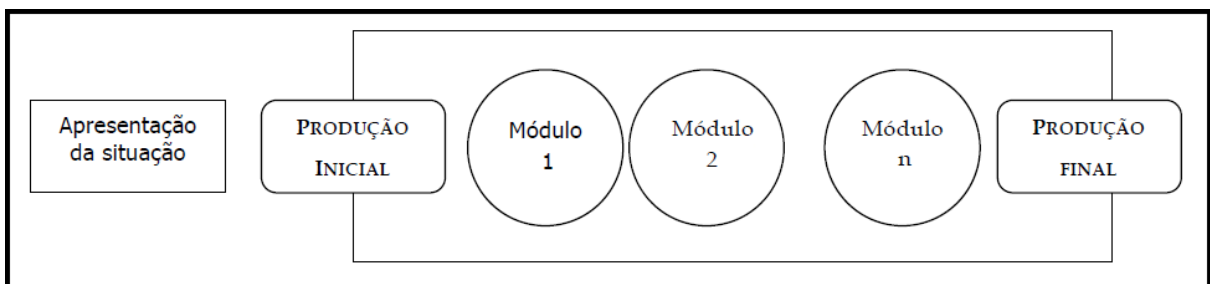 Apresentação
da situação
PRODUÇÃO
INICIAL
Módulo
1
Módulo
2
Módulo
n
PRODUÇÃO
FINAL